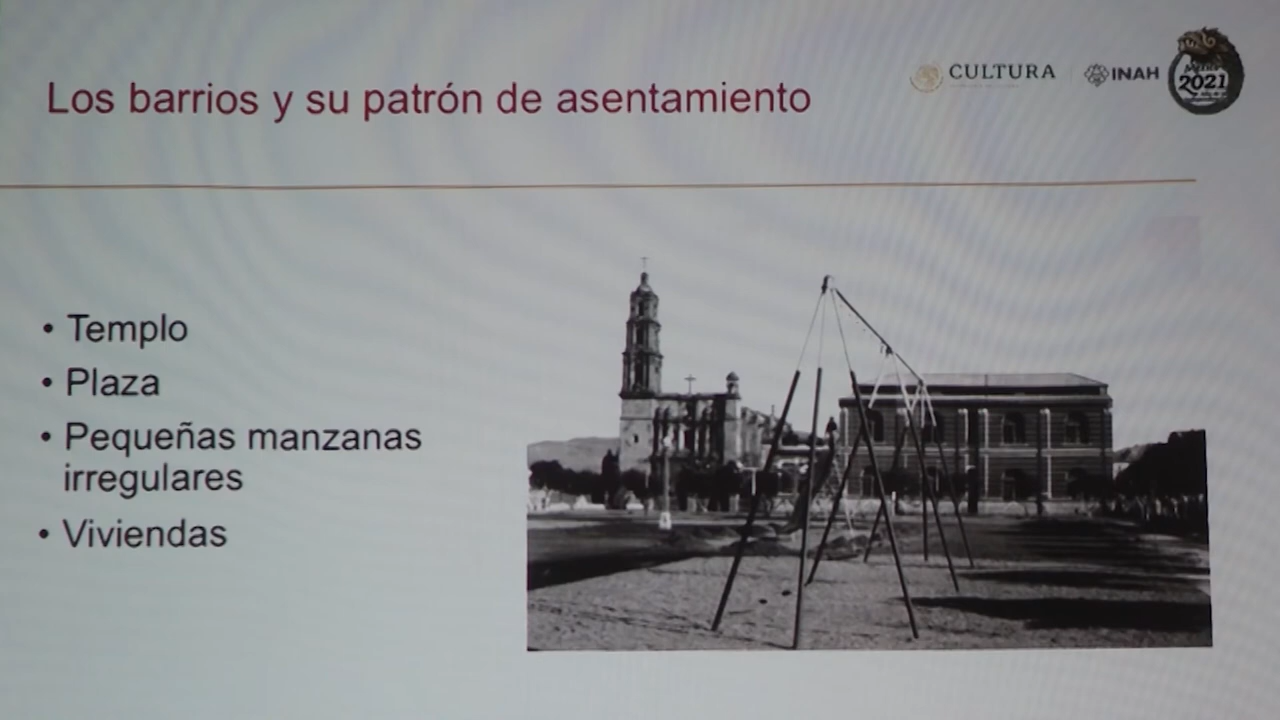 Los barrios y su patrón de asentamiento
CULTURA
INAH
2021
• Templo
• Plaza
• Pequeñas manzanas
irregulares
• Viviendas